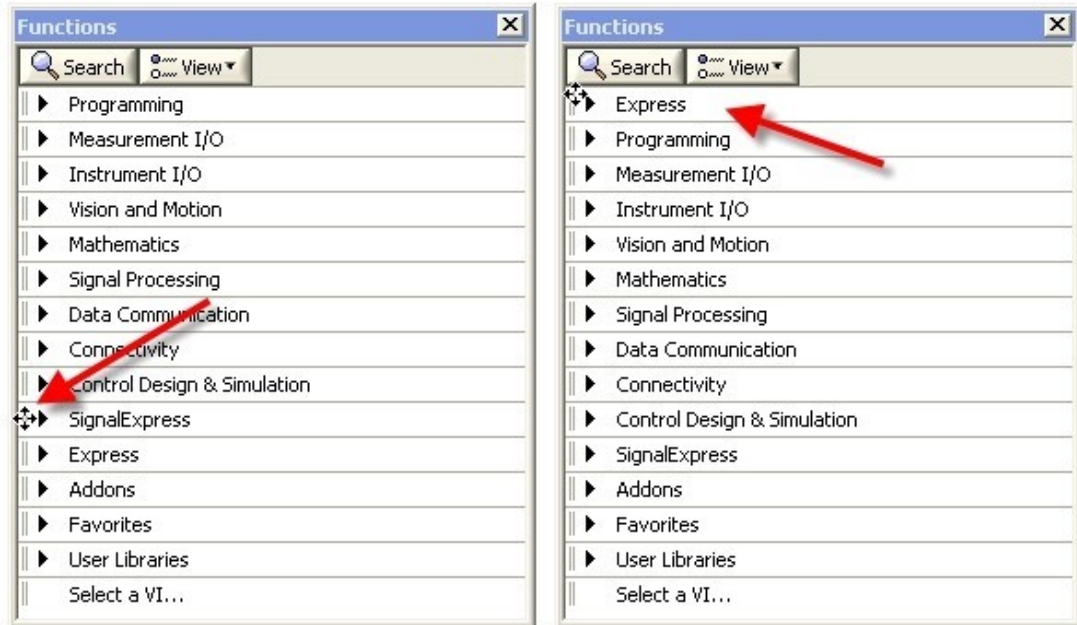 Functions
Search View
Programming
Measurement I/O
Instrument I/O
Vision and Motion
Mathematics
Signal Processing
Data Communication
Connectivity
Control Design & Simulation
SignalExpress
Express
Addons
Favorites
User Libraries
Select a VI...
Functions
Search View
Express
Programming
Measurement I/O
Instrument I/O
Vision and Motion
Mathematics
Signal Processing
Data Communication
Connectivity
Control Design & Simulation
SignalExpress
Addons
Favorites
User Libraries
Select a VI...